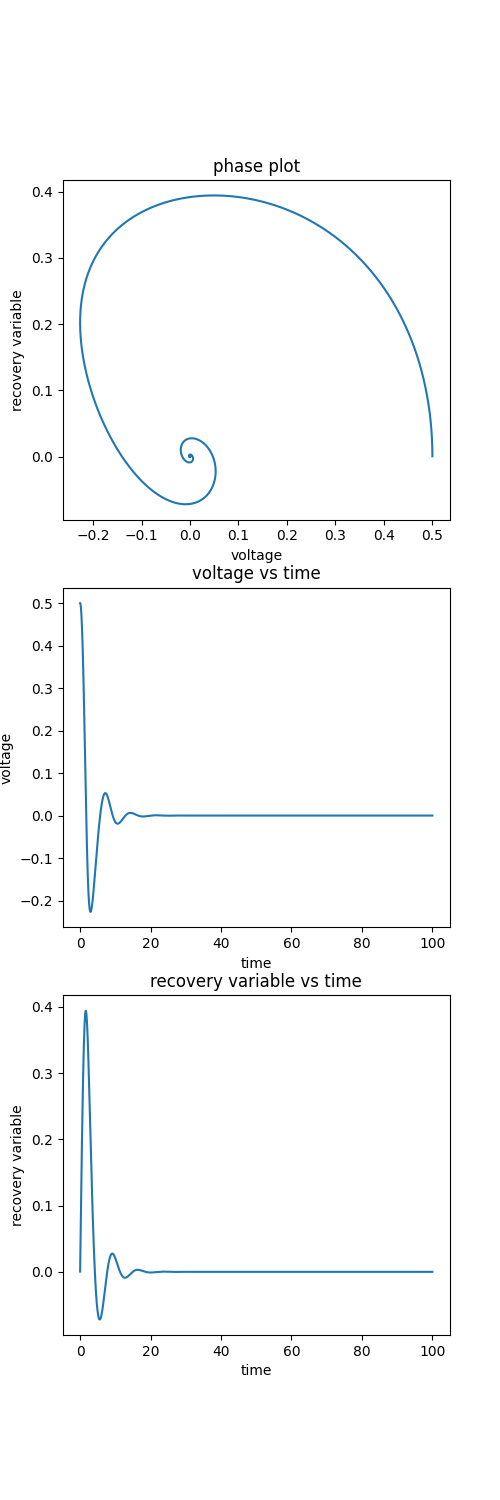 phase plot
0.4
0.3
0.2
0.1
0.0
recovery variable
−0.2 −0.1 0.0 0.1 0.2 0.3 0.4 0.5
voltage
voltage vs time
0.5
0.4
0.3
0.2
0.1
0.0
−0.1
−0.2
voltage
0 20 40 60 80 100
time
recovery variable vs time
0.4
0.3
0.2
0.1
0.0
recovery variable
0 20 40 60 80 100
time